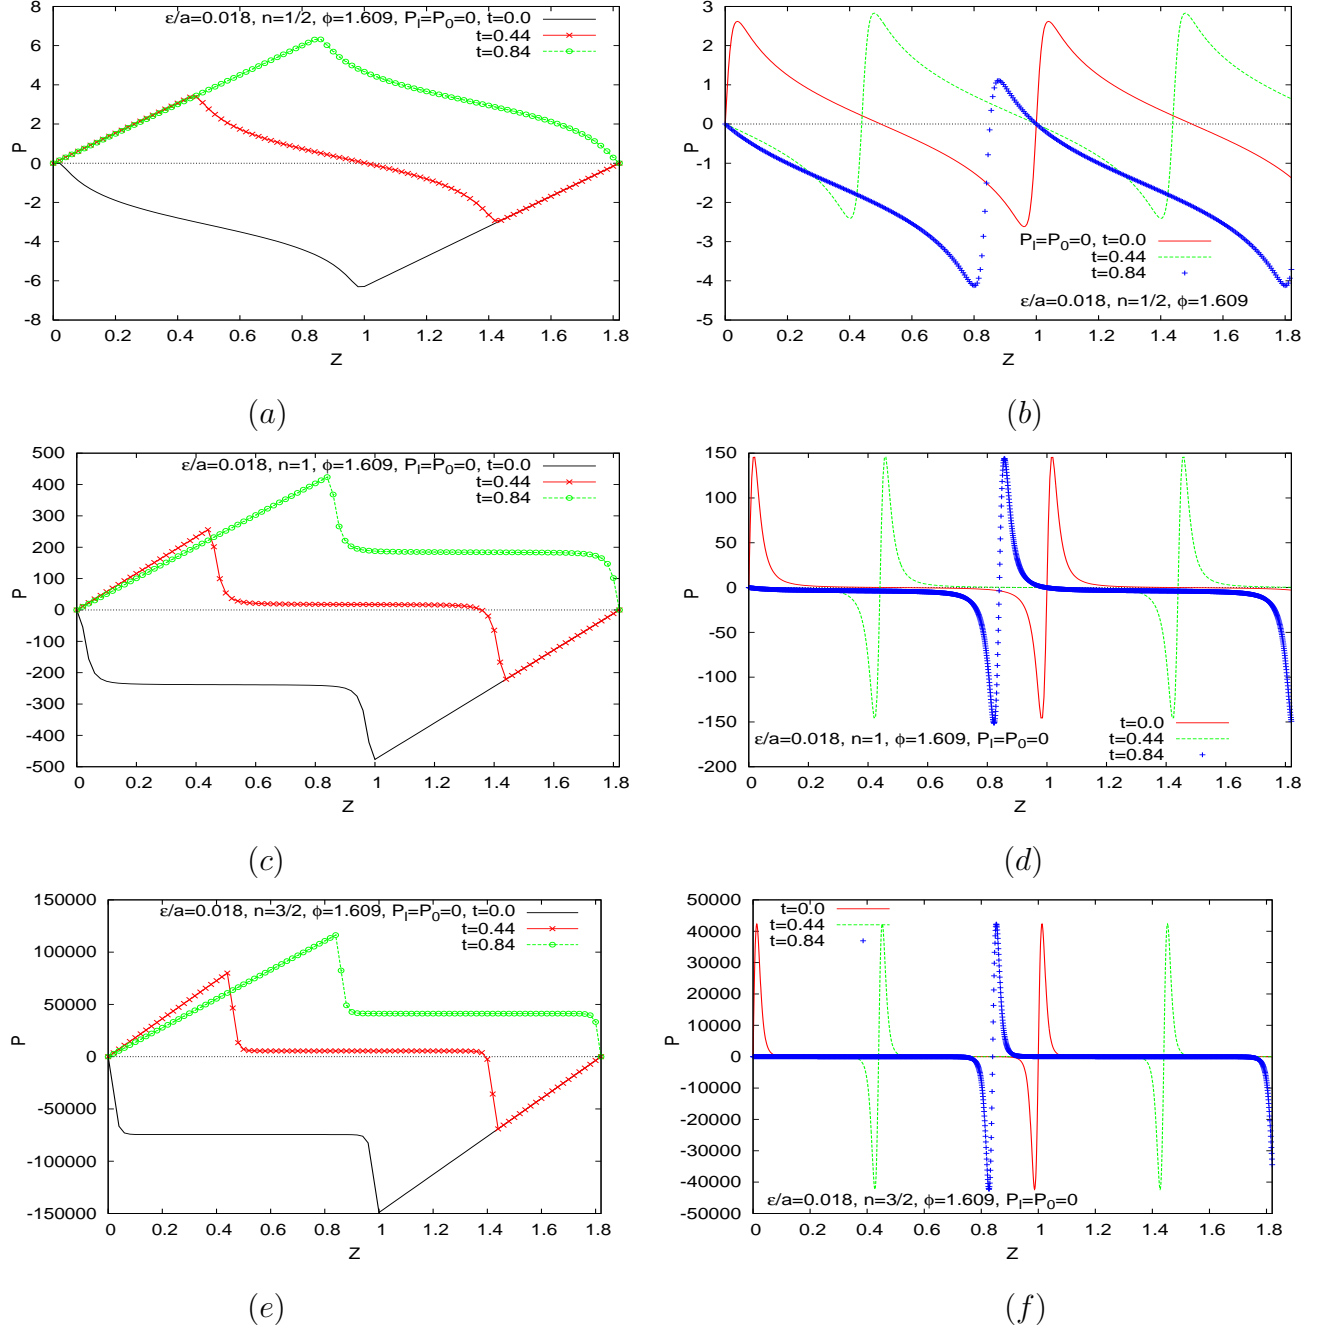 ε/a=0.018, n=1/2, ϕ=1.609, P_l=P_0=0, t=0.0
t=0.44
t=0.84
8
6
4
2
0
-2
-4
-6
-8
P
0 0.2 0.4 0.6 0.8 1 1.2 1.4 1.6 1.8
Z
(a)
3
2
1
0
-1
-2
-3
-4
-5
P
P_l=P_0=0, t=0.0
t=0.44
t=0.84
ε/a=0.018, n=1/2, ϕ=1.609
0 0.2 0.4 0.6 0.8 1 1.2 1.4 1.6 1.8
Z
(b)
ε/a=0.018, n=1, ϕ=1.609, P_l=P_0=0, t=0.0
t=0.44
t=0.84
500
400
300
200
100
0
-100
-200
-300
-400
-500
P
0 0.2 0.4 0.6 0.8 1 1.2 1.4 1.6 1.8
Z
(c)
150
100
50
0
-50
-100
-150
-200
P
t=0.0
ε/a=0.018, n=1, ϕ=1.609, P_l=P_0=0
t=0.44
t=0.84
0 0.2 0.4 0.6 0.8 1 1.2 1.4 1.6 1.8
Z
(d)
ε/a=0.018, n=3/2, ϕ=1.609, P_l=P_0=0, t=0.0
t=0.44
t=0.84
150000
100000
50000
0
-50000
-100000
-150000
P
0 0.2 0.4 0.6 0.8 1 1.2 1.4 1.6 1.8
Z
(e)
t=0.0
t=0.44
t=0.84
50000
40000
30000
20000
10000
0
-10000
-20000
-30000
-40000
-50000
P
ε/a=0.018, n=3/2, ϕ=1.609, P_l=P_0=0
0 0.2 0.4 0.6 0.8 1 1.2 1.4 1.6 1.8
Z
(f)